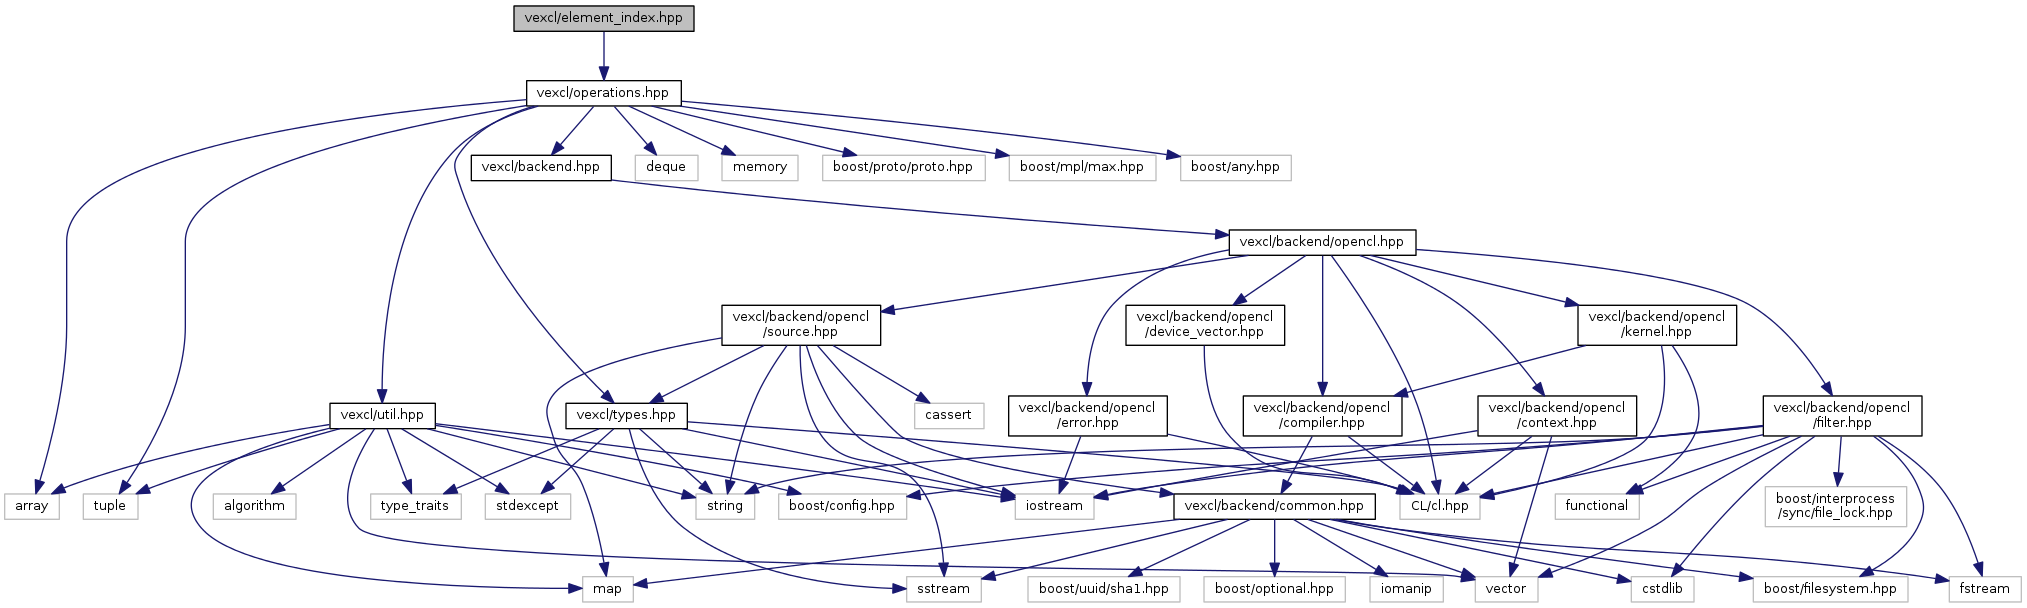 vexcl/element_index.hpp
vexcl/operations.hpp
vexcl/backend.hpp
deque
memory
boost/proto/proto.hpp
boost/mpl/max.hpp
boost/any.hpp
vexcl/backend/opencl.hpp
vexcl/backend/opencl
/source.hpp
vexcl/backend/opencl
/device_vector.hpp
vexcl/backend/opencl
/kernel.hpp
vexcl/util.hpp
vexcl/types.hpp
cassert
vexcl/backend/opencl
/error.hpp
vexcl/backend/opencl
/compiler.hpp
vexcl/backend/opencl
/context.hpp
vexcl/backend/opencl
/filter.hpp
array
tuple
algorithm
type_traits
stdexcept
string
boost/config.hpp
iostream
vexcl/backend/common.hpp
CL/cl.hpp
functional
boost/interprocess
/sync/file_lock.hpp
map
sstream
boost/uuid/sha1.hpp
boost/optional.hpp
iomanip
vector
cstdlib
boost/filesystem.hpp
fstream